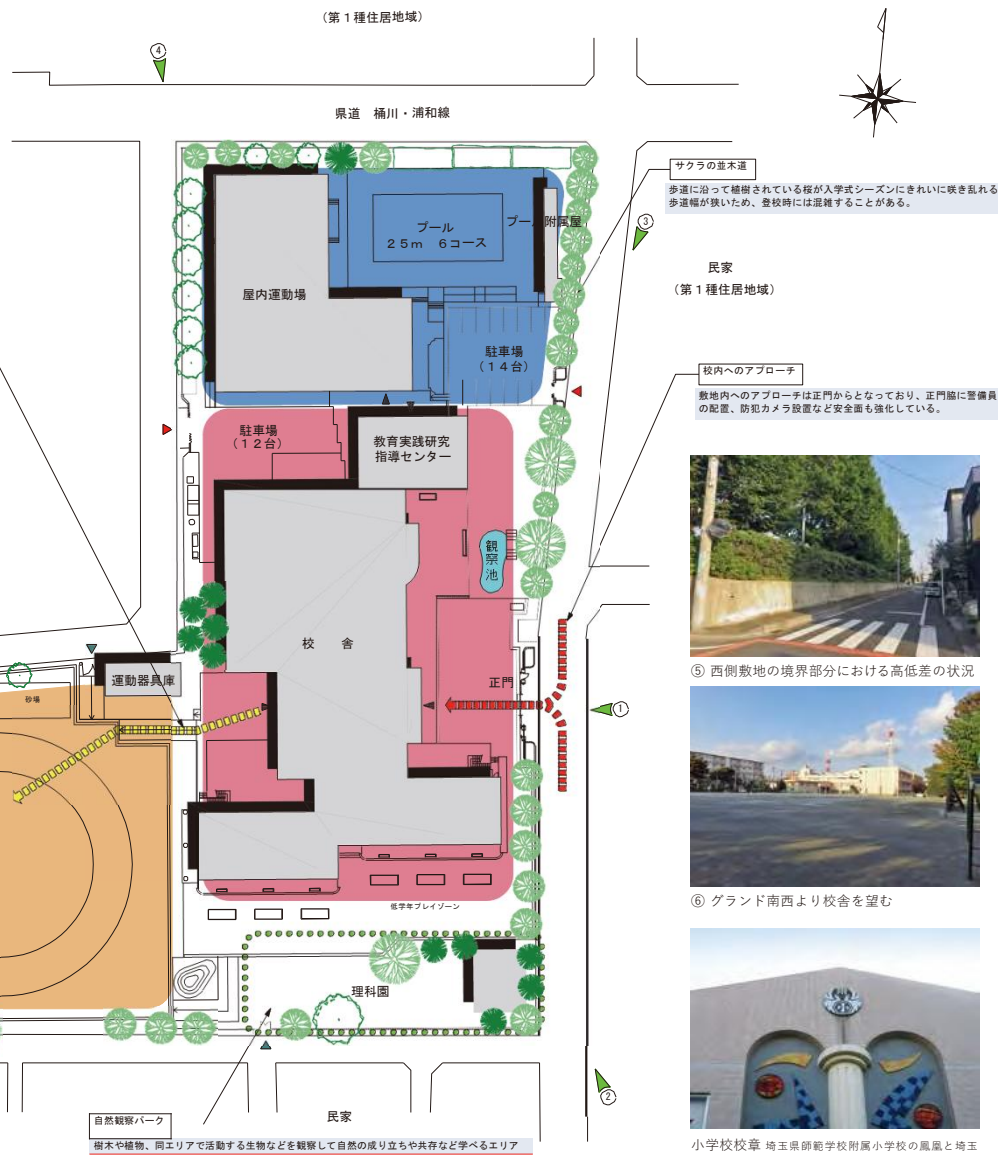 (第１種住居地域)
④
県道　桶川・浦和線
サクラの並木道
歩道に沿って植樹されている桜が入学式シーズンにきれいに咲き乱れる
歩道幅が狭いため、登校時には混雑することがある。
③
プール
２５ｍ　６コース
プール附属屋
民家
(第１種住居地域)
屋内運動場
駐車場
(１４台)
校内へのアプローチ
敷地内へのアプローチは正門からとなっており、正門脇に警備員
の配置、防犯カメラ設置など安全面も強化している。
駐車場
(１２台)
教育実践研究
指導センター
観察池
校　舎
正門
①
運動器具庫
砂場
⑤ 西側敷地の境界部分における高低差の状況
⑥ グランド南西より校舎を望む
低学年プレイゾーン
理科園
②
自然観察パーク
樹木や植物、同エリアで活動する生物などを観察して自然の成り立ちや共存など学べるエリア
民家
小学校校章 埼玉県師範学校附属小学校の鳳凰と埼玉